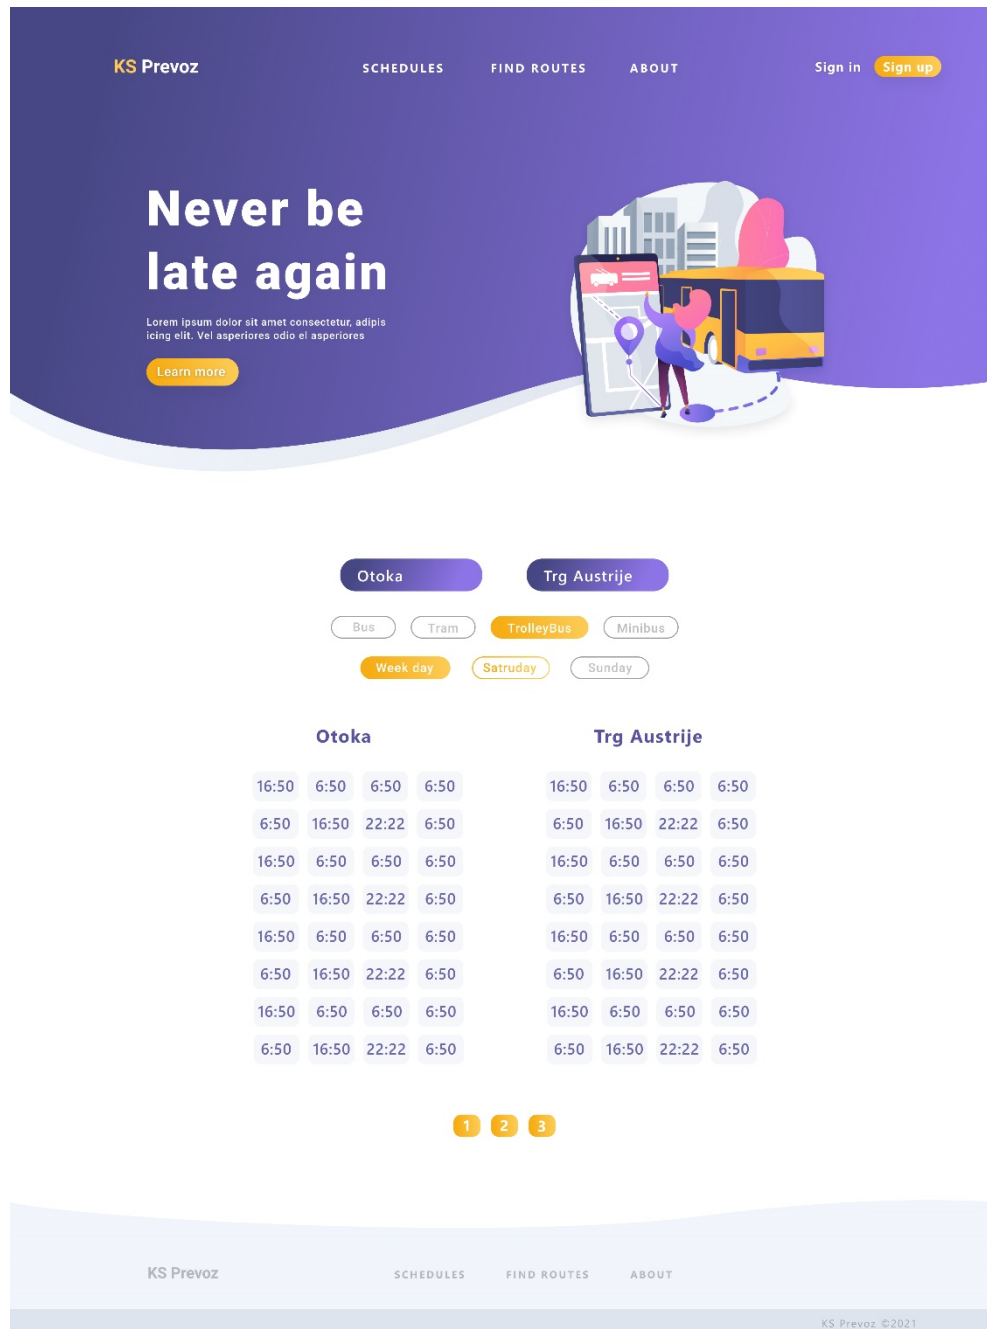 KS Prevoz SCHEDULES FIND ROUTES ABOUT Sign in Sign up
Never be
late again
Lorem ipsum dolor sit amet consectetur, adipis
icing elit. Vel asperiores odio el asperiores
Learn more
Otoka Trg Austrije
Bus Tram TrolleyBus Minibus
Week day Satruday Sunday
Otoka Trg Austrije
16:50 6:50 6:50 6:50 16:50 6:50 6:50 6:50
6:50 16:50 22:22 6:50 6:50 16:50 22:22 6:50
16:50 6:50 6:50 6:50 16:50 6:50 6:50 6:50
6:50 16:50 22:22 6:50 6:50 16:50 22:22 6:50
16:50 6:50 6:50 6:50 16:50 6:50 6:50 6:50
6:50 16:50 22:22 6:50 6:50 16:50 22:22 6:50
16:50 6:50 6:50 6:50 16:50 6:50 6:50 6:50
6:50 16:50 22:22 6:50 6:50 16:50 22:22 6:50
1 2 3
KS Prevoz SCHEDULES FIND ROUTES ABOUT
KS Prevoz ©2021